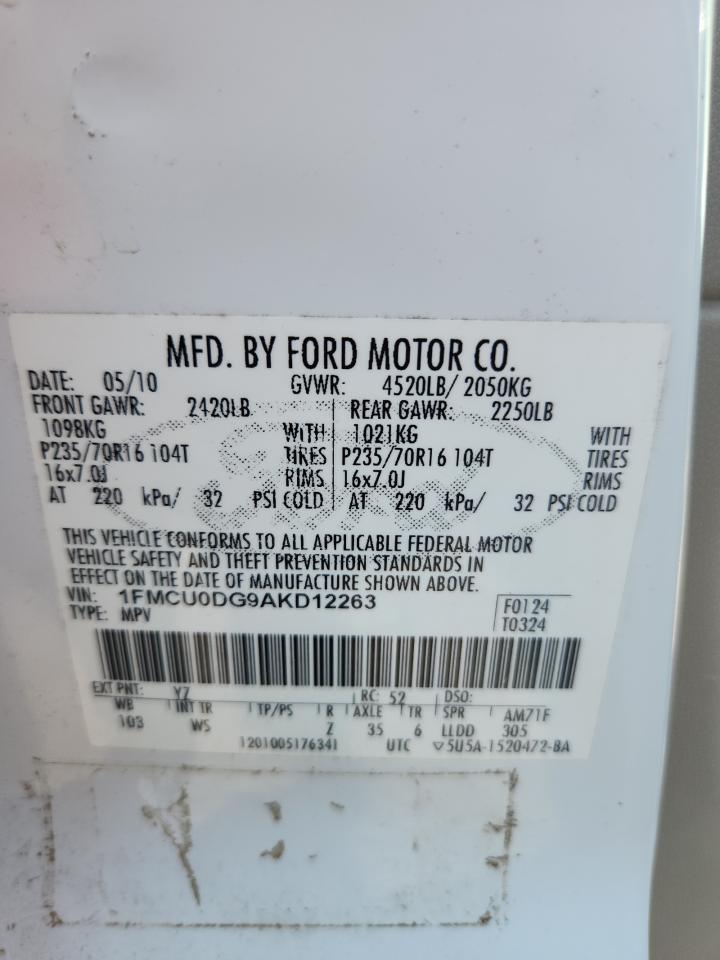 MFD. BY FORD MOTOR CO.
DATE: 05/10 GVWR: 4520LB/ 2050KG
FRONT GAWR: 2420LB REAR GAWR: 2250LB
1098KG WITH 1021KG WITH
P235/70R16 104T TIRES P235/70R16 104T TIRES
16x7.0J RIMS 16x7.0J RIMS
AT 220 kPa/ 32 PSI COLD AT 220 kPa/ 32 PSI COLD
THIS VEHICLE CONFORMS TO ALL APPLICABLE FEDERAL MOTOR
VEHICLE SAFETY AND THEFT PREVENTION STANDARDS IN
EFFECT ON THE DATE OF MANUFACTURE SHOWN ABOVE.
VIN: 1FMCU0DG9AKD12263 F0124
TYPE: MPV T0324
EXT PNT: YZ RC: 52 DSO:
WB INT TR TP/PS R AXLE TR SPR AM71F
103 WS Z 35 6 LLDD 305
1201005176341 UTC ▽5U5A-1520472-BA